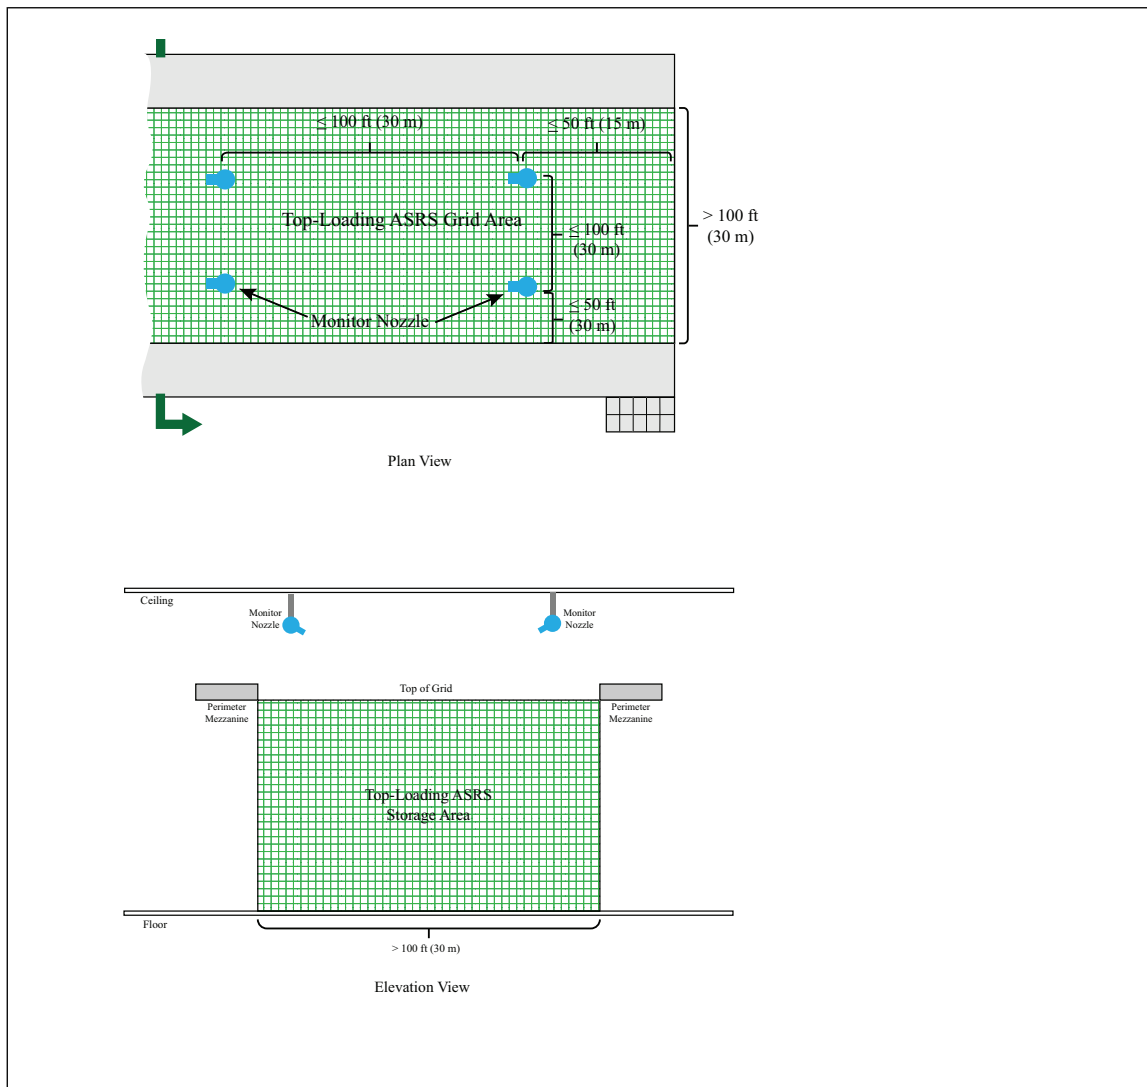 ≤ 100 ft (30 m)
≤ 50 ft (15 m)
Top-Loading ASRS Grid Area
≤ 100 ft
(30 m)
> 100 ft
(30 m)
≤ 50 ft
(30 m)
Monitor Nozzle
Plan View
Ceiling
Monitor
Nozzle
Monitor
Nozzle
Top of Grid
Perimeter
Mezzanine
Perimeter
Mezzanine
Top-Loading ASRS
Storage Area
Floor
> 100 ft (30 m)
Elevation View